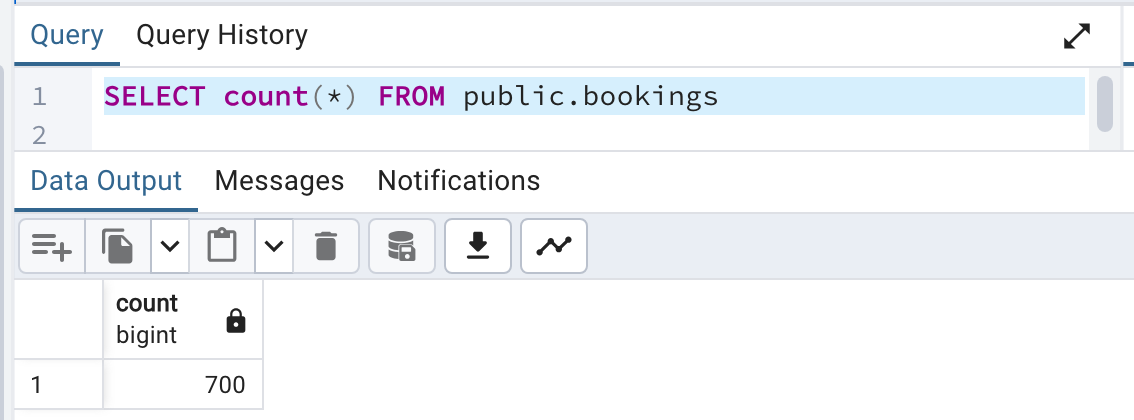 Query Query History
1 SELECT count(*) FROM public.bookings
2
Data Output Messages Notifications
count
bigint
1 700